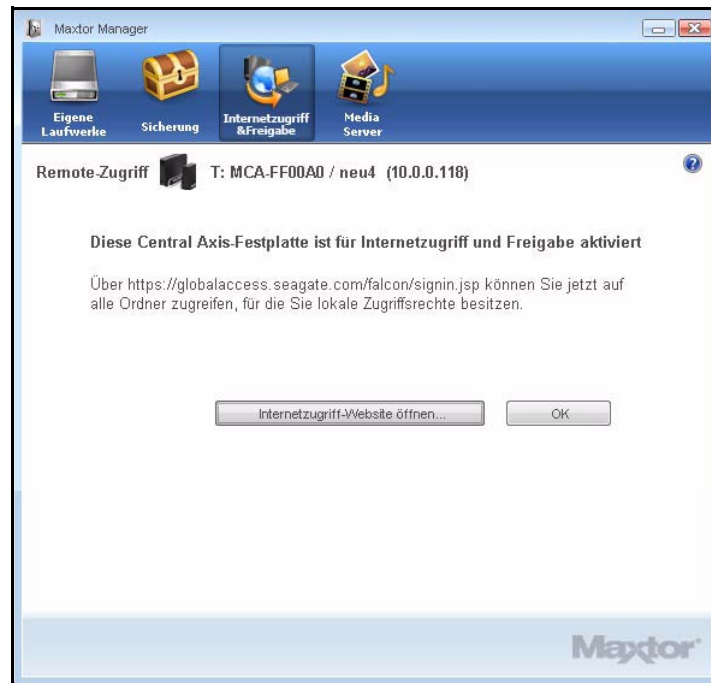 Maxtor Manager
Eigene
Laufwerke
Sicherung
Internetzugriff
&Freigabe
Media
Server
Remote-Zugriff T: MCA-FF00A0 / neu4 (10.0.0.118)
Diese Central Axis-Festplatte ist für Internetzugriff und Freigabe aktiviert
Über https://globalaccess.seagate.com/falcon/signin.jsp können Sie jetzt auf
alle Ordner zugreifen, für die Sie lokale Zugriffsrechte besitzen.
Internetzugriff-Website öffnen... OK
Maxtor